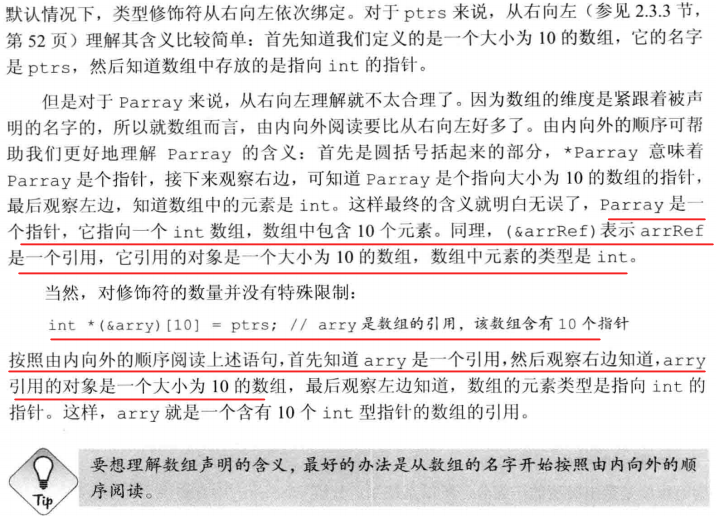 默认情况下，类型修饰符从右向左依次绑定。对于 ptrs 来说，从右向左（参见 2.3.3 节，
第 52 页）理解其含义比较简单：首先知道我们定义的是一个大小为 10 的数组，它的名字
是 ptrs，然后知道数组中存放的是指向 int 的指针。
但是对于 Parray 来说，从右向左理解就不太合理了。因为数组的维度是紧跟着被声
明的名字的，所以就数组而言，由内向外阅读要比从右向左好多了。由内向外的顺序可帮
助我们更好地理解 Parray 的含义：首先是圆括号括起来的部分，*Parray 意味着
Parray 是个指针，接下来观察右边，可知道 Parray 是个指向大小为 10 的数组的指针，
最后观察左边，知道数组中的元素是 int。这样最终的含义就明白无误了，Parray 是一
个指针，它指向一个 int 数组，数组中包含 10 个元素。同理，(&arrRef)表示 arrRef
是一个引用，它引用的对象是一个大小为 10 的数组，数组中元素的类型是 int。
当然，对修饰符的数量并没有特殊限制：
int *(&arry)[10] = ptrs; // arry 是数组的引用，该数组含有 10 个指针
按照由内向外的顺序阅读上述语句，首先知道 arry 是一个引用，然后观察右边知道，arry
引用的对象是一个大小为 10 的数组，最后观察左边知道，数组的元素类型是指向 int 的
指针。这样，arry 就是一个含有 10 个 int 型指针的数组的引用。
要想理解数组声明的含义，最好的办法是从数组的名字开始按照由内向外的顺
序阅读。
Tip